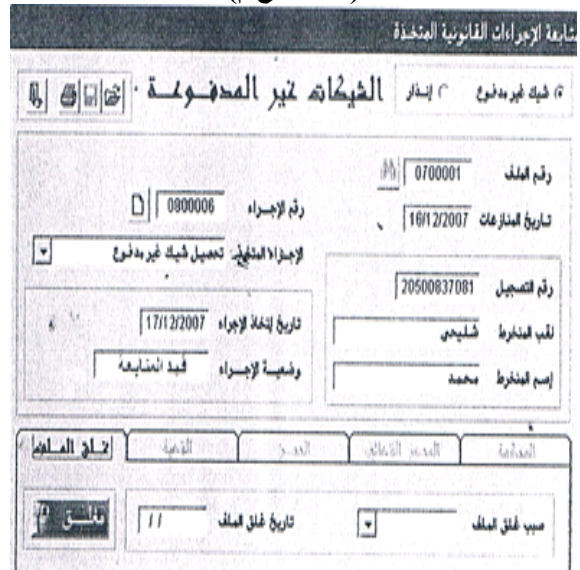 متابعة الإجراءات القانونية المتخذة
شيك غير مدفوع
إنذار
الشيكات غير المدفوعة
رقم الملف 0700001
تاريخ المنازعات 16/12/2007
رقم الإجراء 0800006
الإجراء المتخذ تحصيل شيك غير مدفوع
رقم التسجيل 20500837081
لقب المنخرط شليحي
إسم المنخرط محمد
تاريخ إتخاذ الإجراء 17/12/2007
وضعية الإجراء قيد المتابعة
المحكمة
المحضر القضائي
غلق الملف
سبب غلق الملف
تاريخ غلق الملف / /